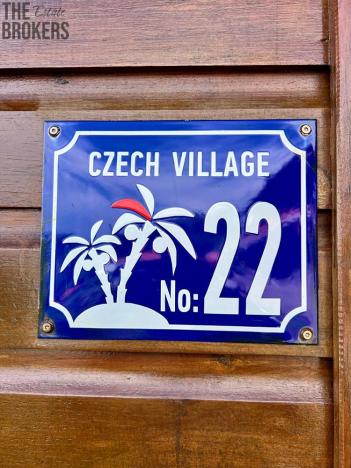 THE Estate
BROKERS
CZECH VILLAGE
No: 22